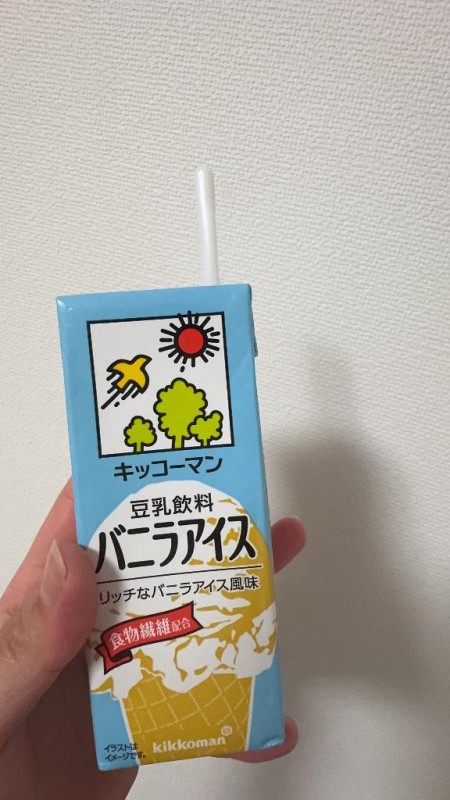 キッコーマン
豆乳飲料
バニラアイス
リッチなバニラアイス風味
食物繊維配合
イラストは
イメージです。
kikkoman